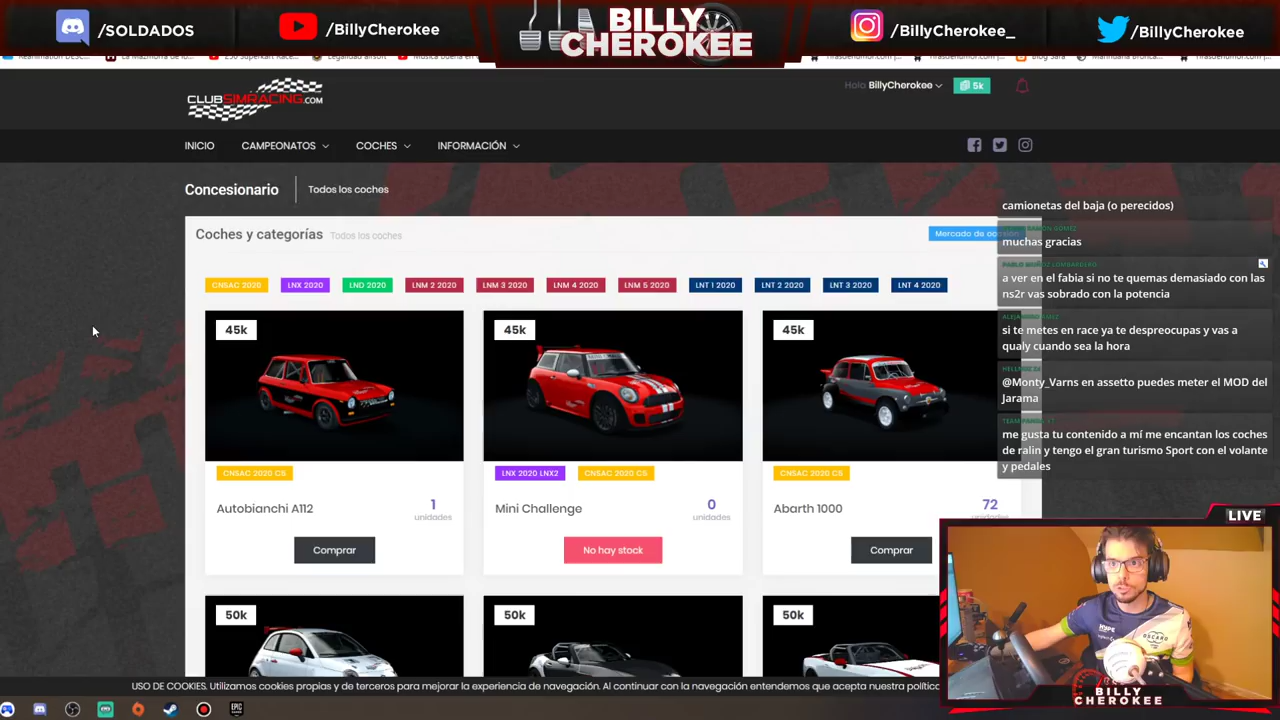 /SOLDADOS
/BillyCherokee
BILLY
CHEROKEE
/BillyCherokee_
/BillyCherokee
CLUBSIMRACING.COM
Hola BillyCherokee
5k
INICIO
CAMPEONATOS
COCHES
INFORMACIÓN
Concesionario
Todos los coches
Coches y categorías
Todos los coches
Mercado de
CNSAC 2020
LNX 2020
LND 2020
LNM 2 2020
LNM 3 2020
LNM 4 2020
LNM 5 2020
LNT 1 2020
LNT 2 2020
LNT 3 2020
LNT 4 2020
45k
45k
45k
CNSAC 2020 CS
LNX 2020 LNX2
CNSAC 2020 CS
CNSAC 2020 CS
Autobianchi A112
1
unidades
Mini Challenge
0
unidades
Abarth 1000
72
unidades
Comprar
No hay stock
Comprar
50k
50k
50k
USO DE COOKIES. Utilizamos cookies propias y de terceros para mejorar la experiencia de navegación. Al continuar con la navegación entendemos que acepta nuestra política
camionetas del baja (o perecidos)
muchas gracias
a ver en el fabia si no te quemas demasiado con las
ns2r vas sobrado con la potencia
si te metes en race ya te despreocupas y vas a
qualy cuando sea la hora
@Monty_Varns en assetto puedes meter el MOD del
Jarama
me gusta tu contenido a mí me encantan los coches
de ralin y tengo el gran turismo Sport con el volante
y pedales
LIVE
BILLY
CHEROKEE
EPIC